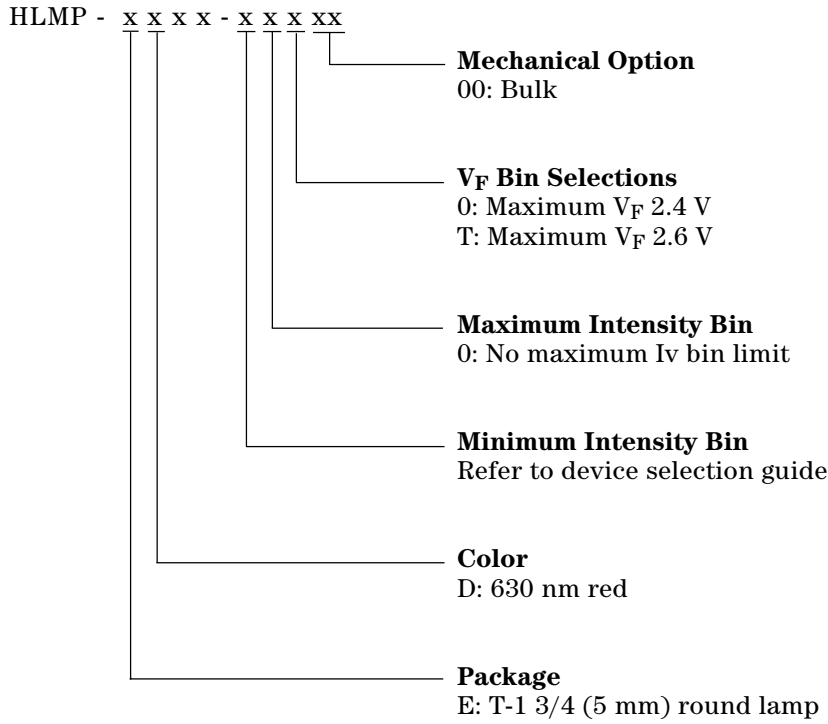 HLMP - x x x x - x x x xx
Mechanical Option
00: Bulk
VF Bin Selections
0: Maximum VF 2.4 V
T: Maximum VF 2.6 V
Maximum Intensity Bin
0: No maximum Iv bin limit
Minimum Intensity Bin
Refer to device selection guide
Color
D: 630 nm red
Package
E: T-1 3/4 (5 mm) round lamp